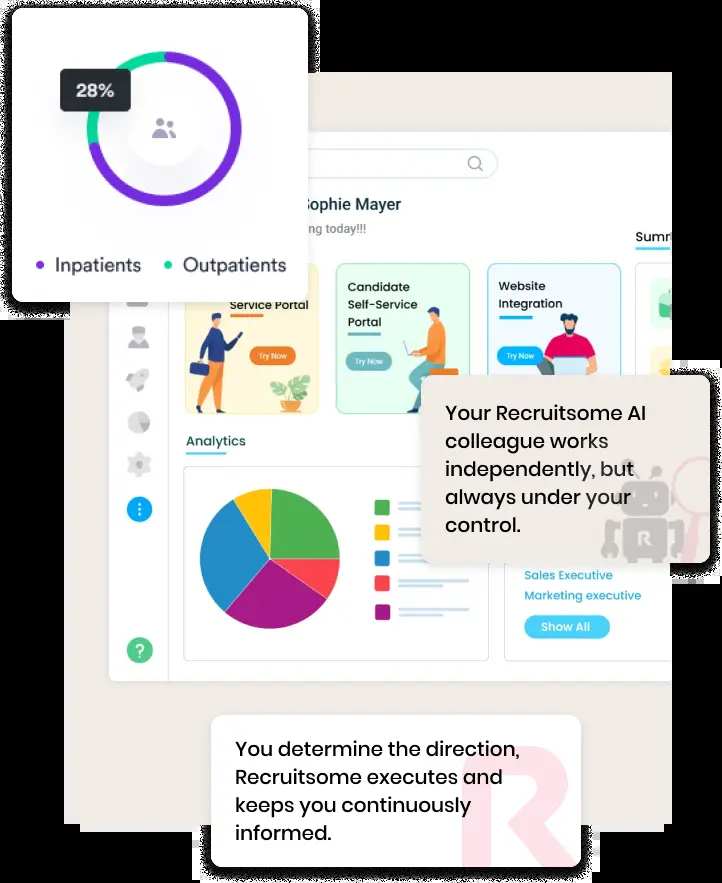 28%
Inpatients
Outpatients
Sophie Mayer
ng today!!!
Service Portal
Try Now
Candidate
Self-Service
Portal
Try Now
Website
Integration
Try Now
Analytics
Your Recruitsome AI
colleague works
independently, but
always under your
control.
R
Sales Executive
Marketing executive
Show All
?
You determine the direction,
Recruitsome executes and
keeps you continuously
informed.
R